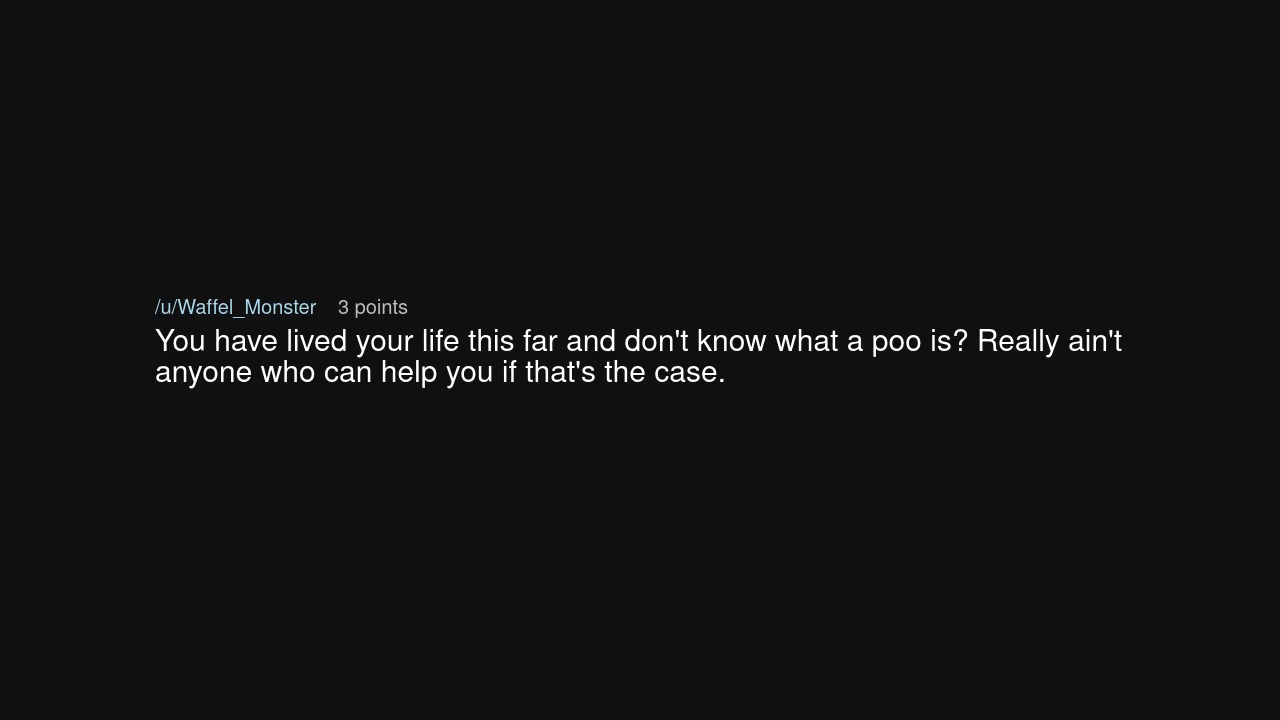 /u/Waffel_Monster 3 points
You have lived your life this far and don't know what a poo is? Really ain't
anyone who can help you if that's the case.